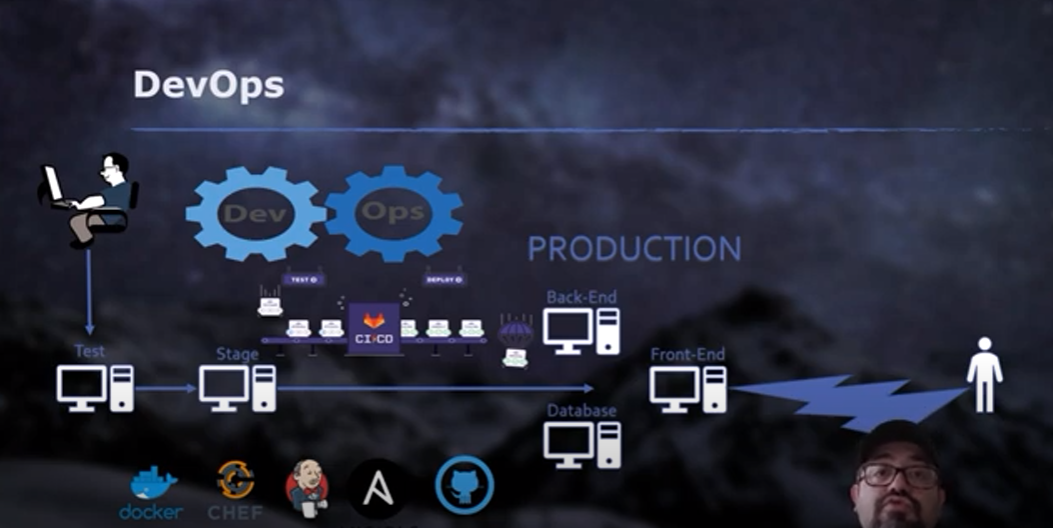 DevOps
Dev
Ops
PRODUCTION
TEST
DEPLOY
Back-End
CI CD
Test
Stage
Front-End
Database
docker
CHEF